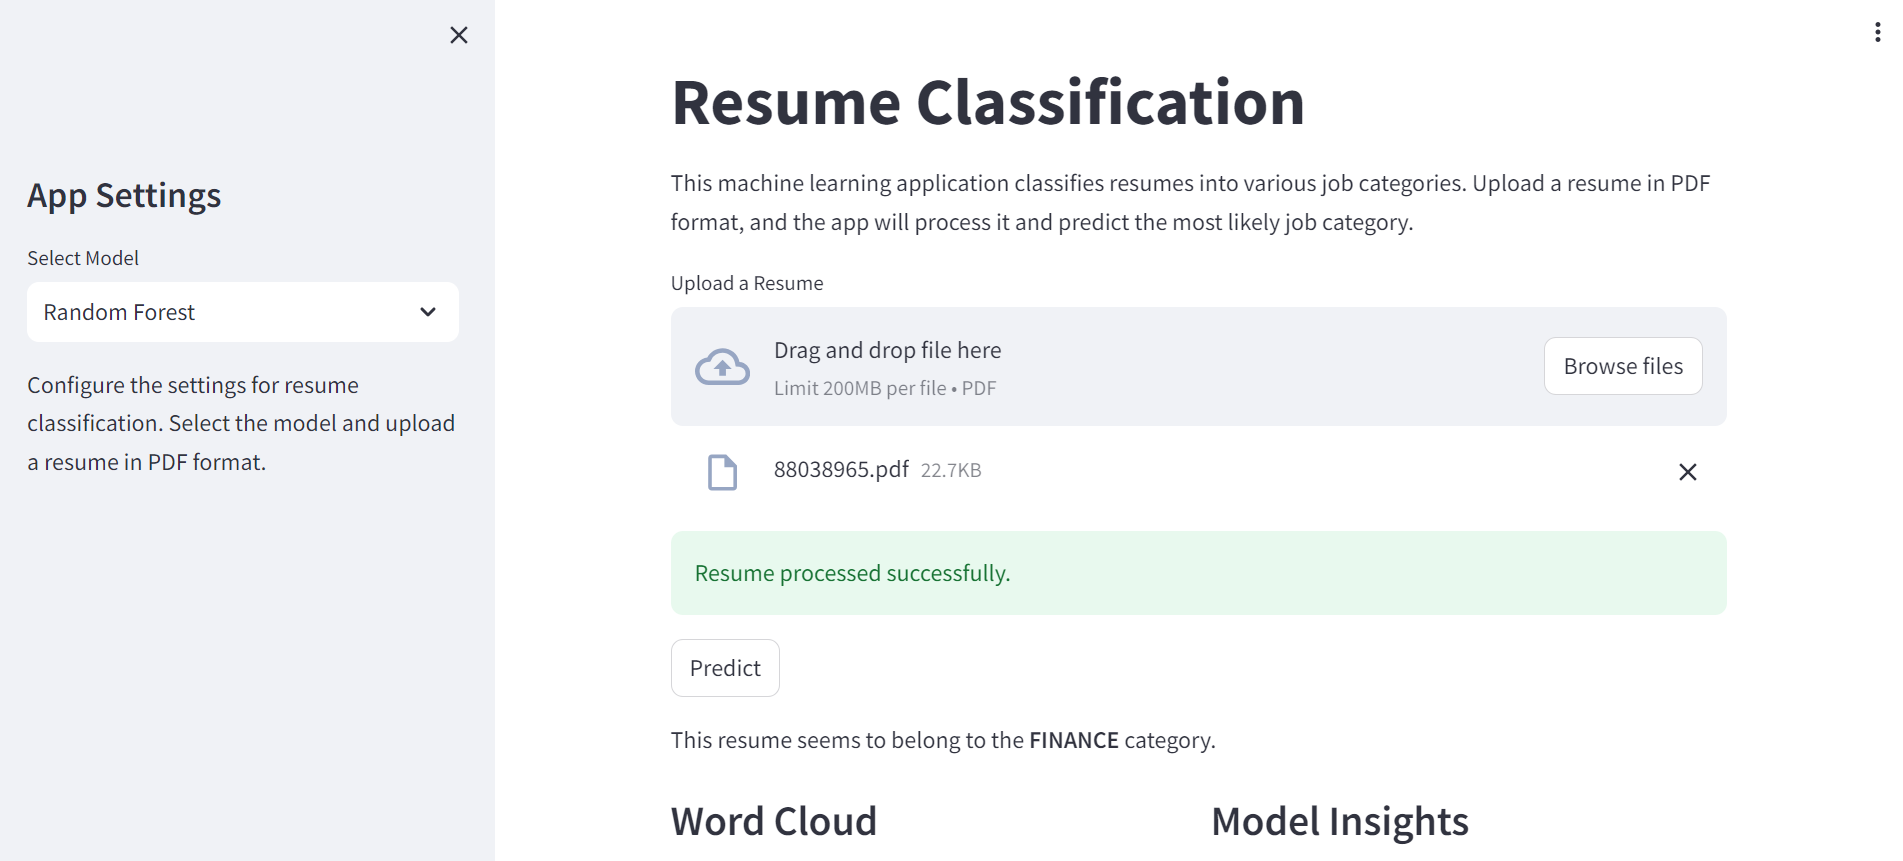 App Settings
Select Model
Random Forest
Configure the settings for resume
classification. Select the model and upload
a resume in PDF format.
Resume Classification
This machine learning application classifies resumes into various job categories. Upload a resume in PDF
format, and the app will process it and predict the most likely job category.
Upload a Resume
Drag and drop file here
Limit 200MB per file • PDF
Browse files
88038965.pdf 22.7KB
Resume processed successfully.
Predict
This resume seems to belong to the FINANCE category.
Word Cloud
Model Insights